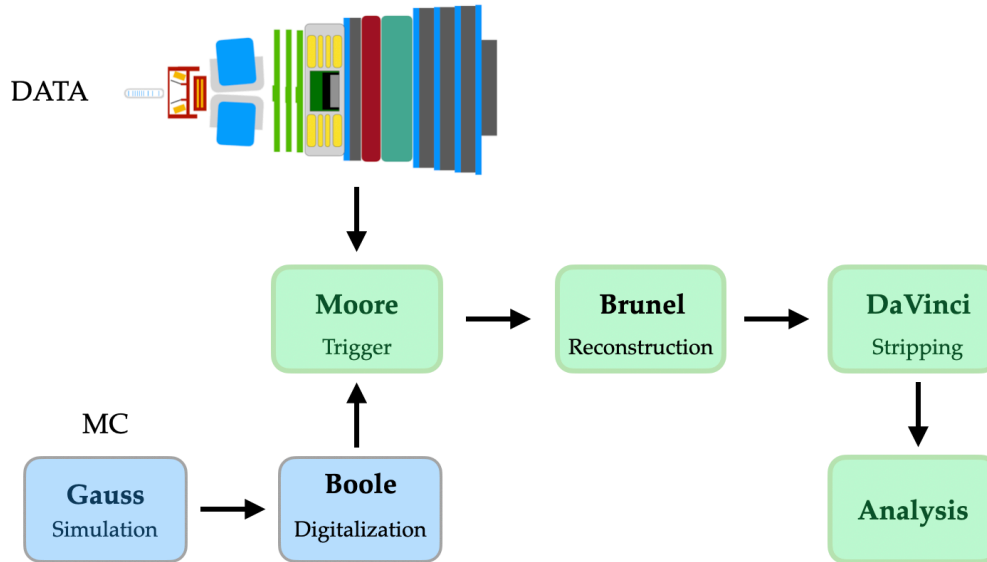 DATA
Moore
Trigger
Brunel
Reconstruction
DaVinci
Stripping
MC
Gauss
Simulation
Boole
Digitalization
Analysis